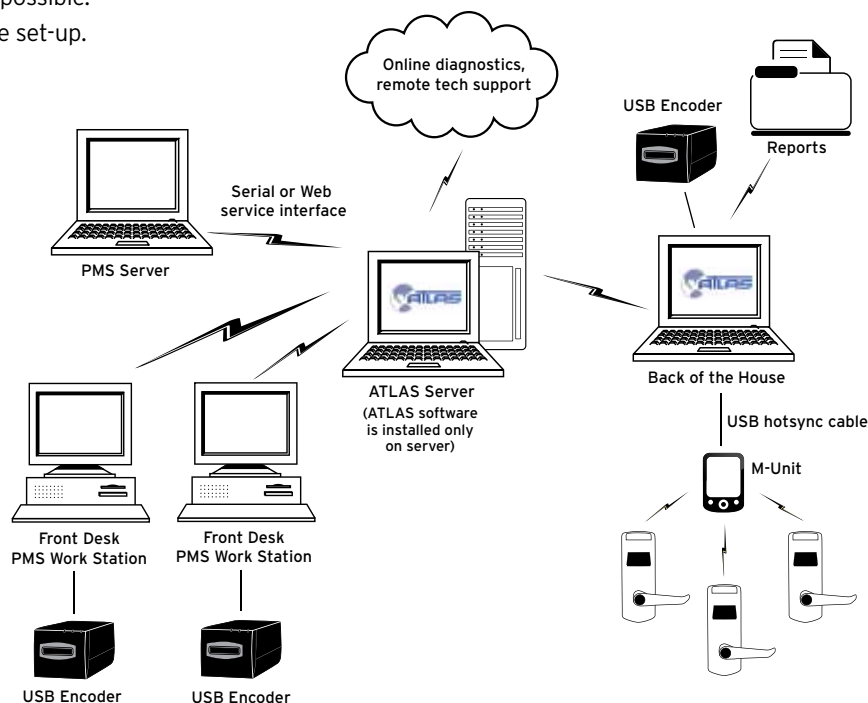 possible.
e set-up.
Online diagnostics,
remote tech support
USB Encoder
Reports
Serial or Web
service interface
PMS Server
ATLAS
ATLAS
Back of the House
ATLAS Server
(ATLAS software
is installed only
on server)
USB hotsync cable
M-Unit
Front Desk
PMS Work Station
Front Desk
PMS Work Station
USB Encoder
USB Encoder